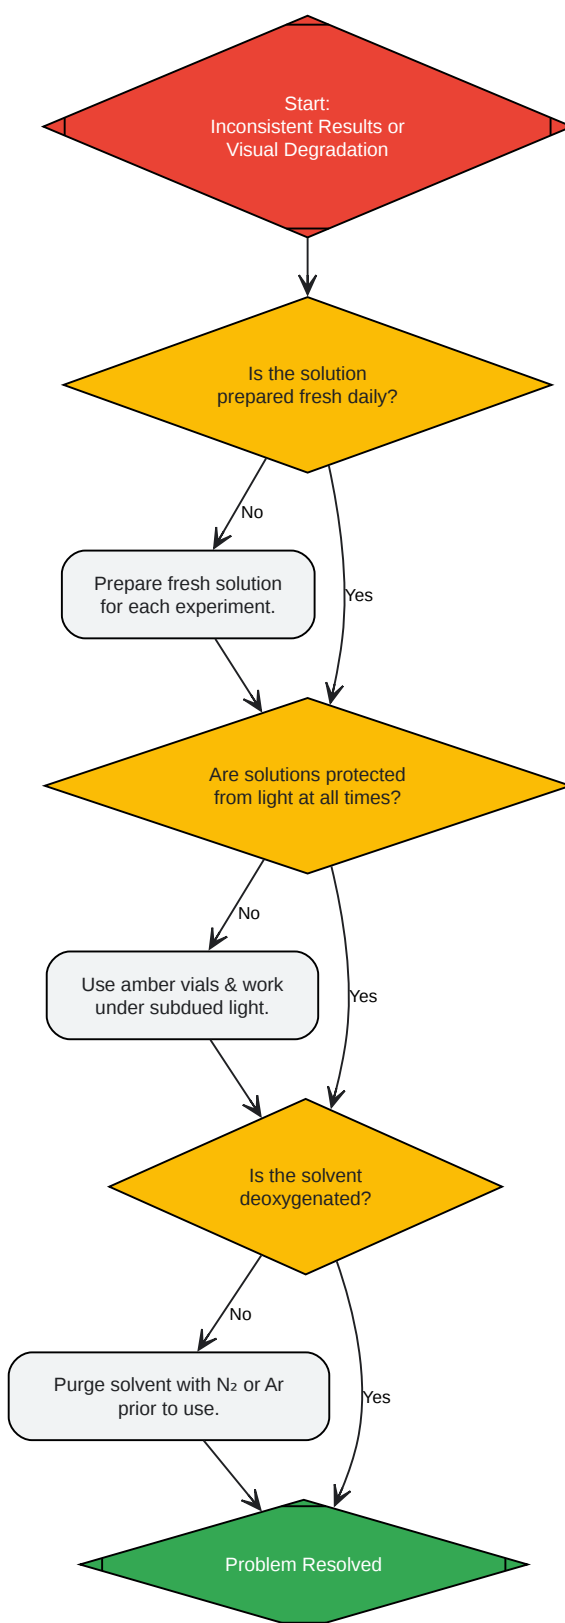 Start:
Inconsistent Results or
Visual Degradation
Is the solution
prepared fresh daily?
No
Yes
Prepare fresh solution
for each experiment.
Are solutions protected
from light at all times?
No
Yes
Use amber vials & work
under subdued light.
Is the solvent
deoxygenated?
No
Yes
Purge solvent with N₂ or Ar
prior to use.
Problem Resolved